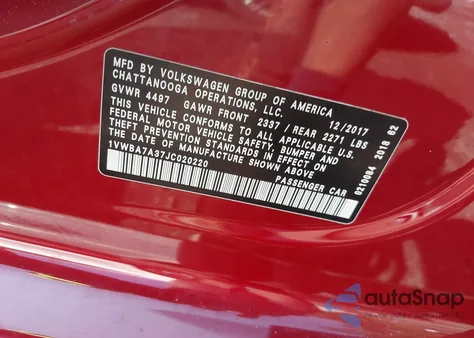 MFD. BY VOLKSWAGEN GROUP OF AMERICA
CHATTANOOGA OPERATIONS, LLC. 12/2017
GVWR 4497 GAWR FRONT 2337 / REAR 2271 LBS
THIS VEHICLE CONFORMS TO ALL APPLICABLE U.S.
FEDERAL MOTOR VEHICLE SAFETY, BUMPER AND
THEFT PREVENTION STANDARDS IN EFFECT ON
THE DATE OF MANUFACTURE SHOWN ABOVE
1VWBA7A37JC020220
PASSENGER CAR
0210004 2018 02
autoSnap